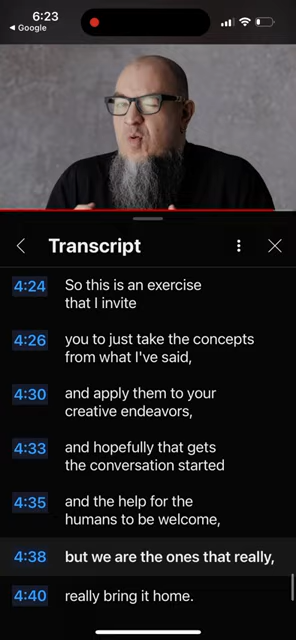 6:23
◀ Google
Transcript
4:24
So this is an exercise
that I invite
4:26
you to just take the concepts
from what I've said,
4:30
and apply them to your
creative endeavors,
4:33
and hopefully that gets
the conversation started
4:35
and the help for the
humans to be welcome,
4:38
but we are the ones that really,
4:40
really bring it home.